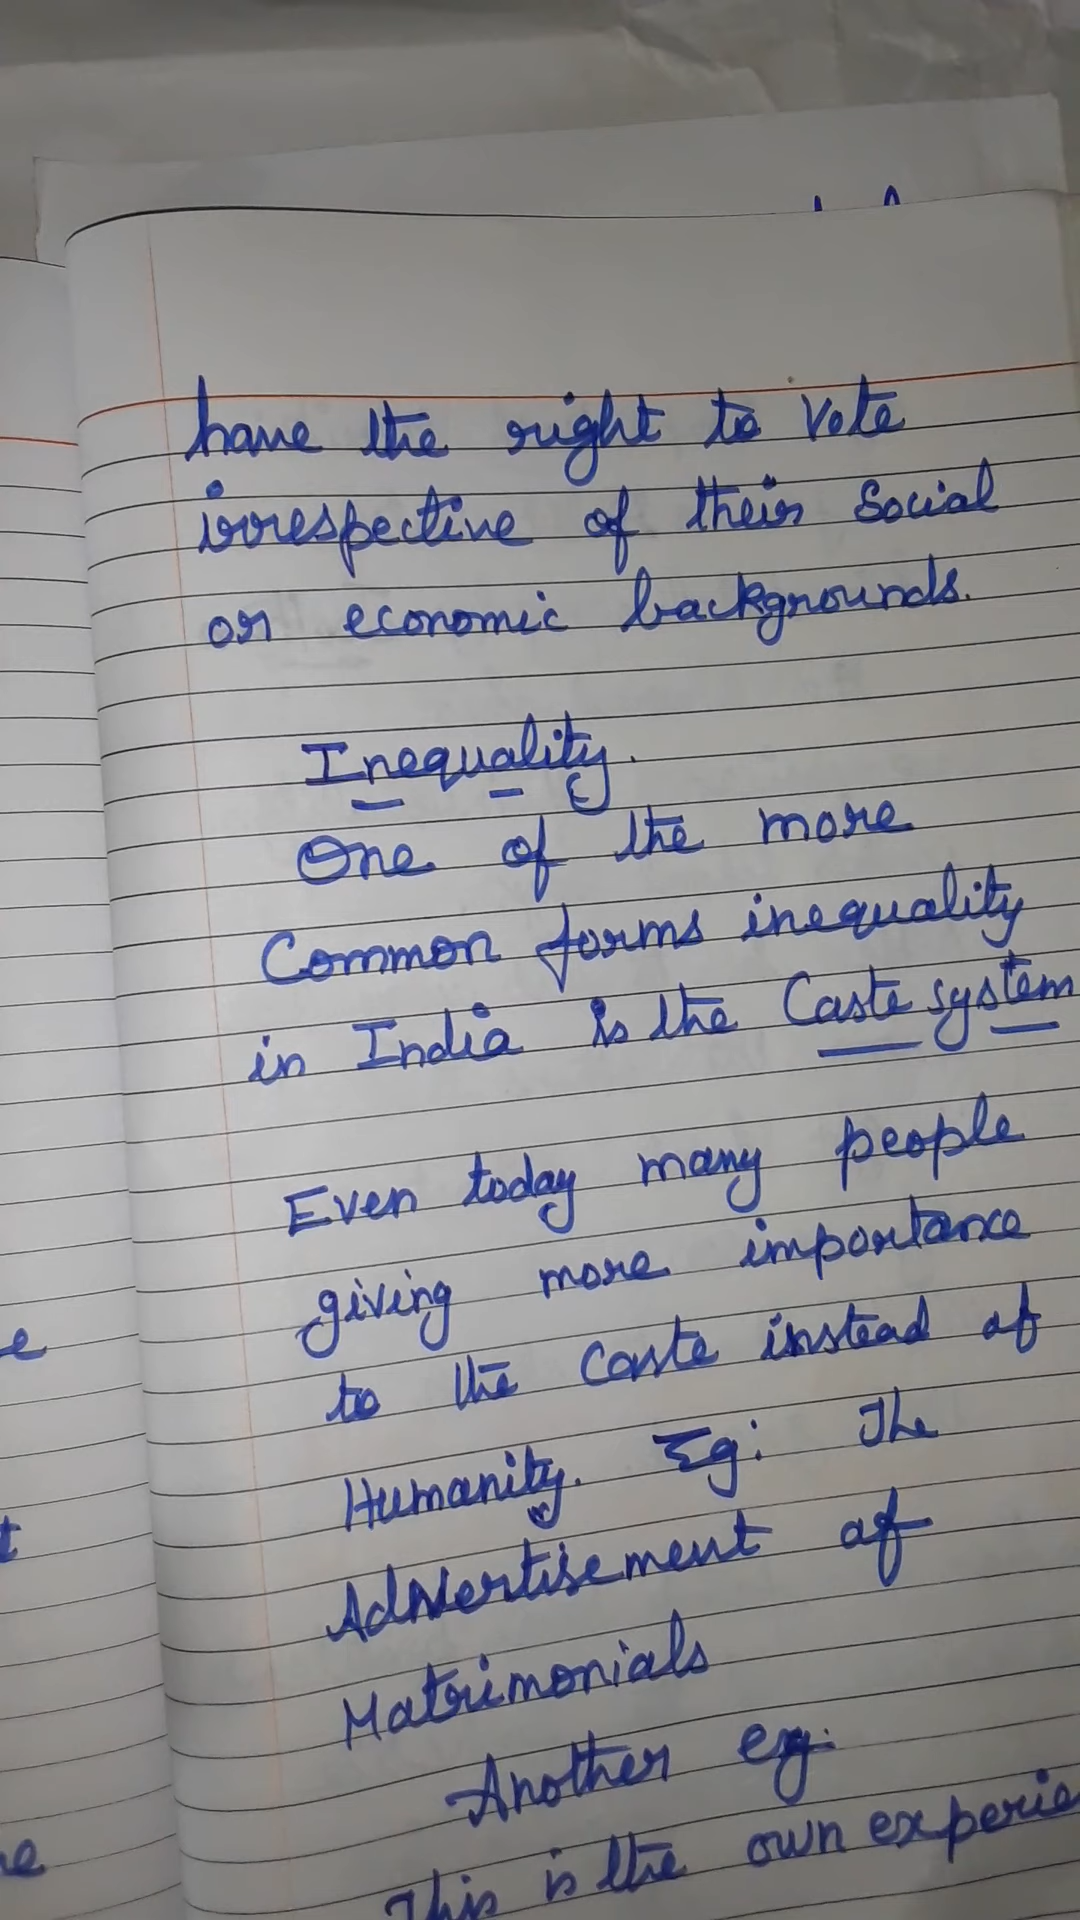 have the right to vote
irrespective of their Social
or economic backgrounds.
Inequality.
One of the more
Common forms inequality
in India is the Caste system
Even today many people
giving more importance
to the caste instead of
Humanity. Eg: The
Advertisement of
Matrimonials
Another eg.
This is the own experie